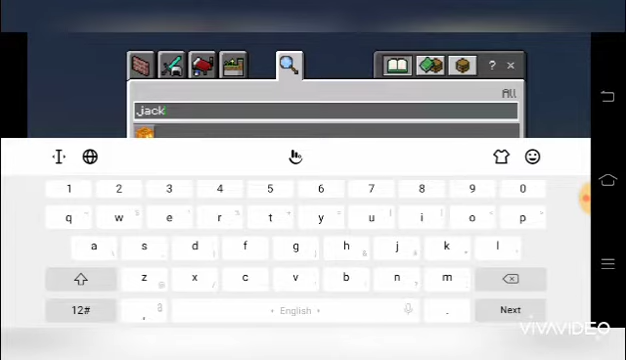 ? x
All
jack
1 2 3 4 5 6 7 8 9 0
q w e r t y u i o p
a s d f g h j k l
z x c v b n m
12# , English . Next
VIVAVIDEO